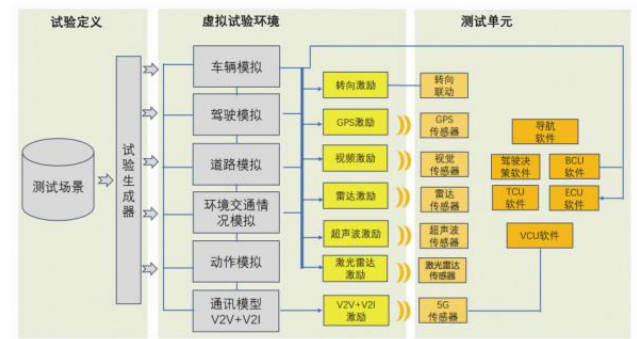 试验定义
虚拟试验环境
测试单元
测试场景
试验生成器
车辆模拟
驾驶模拟
道路模拟
环境交通情
况模拟
动作模拟
通讯模型
V2V+V2I
转向激励
GPS激励
视频激励
雷达激励
超声波激励
激光雷达
激励
V2V+V2I
激励
转向
联动
GPS
传感器
视觉
传感器
雷达
传感器
超声波
传感器
激光雷达
传感器
5G
传感器
导航
软件
驾驶决
策软件
BCU
软件
TCU
软件
ECU
软件
VCU软件